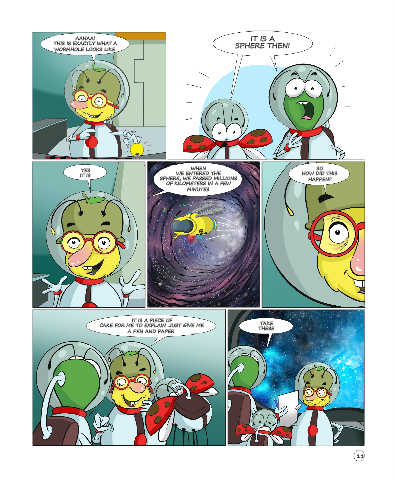 AAHAA!
THIS IS EXACTLY WHAT A
WORMHOLE LOOKS LIKE
IT IS A
SPHERE THEN!
YES
IT IS
WHEN
WE ENTERED THE
SPHERE, WE PASSED MILLIONS
OF KILOMETERS IN A FEW
MINUTES
SO
HOW DID THIS
HAPPEN?
IT IS A PIECE OF
CAKE FOR ME TO EXPLAIN. JUST GIVE ME
A PEN AND PAPER
TAKE
THESE